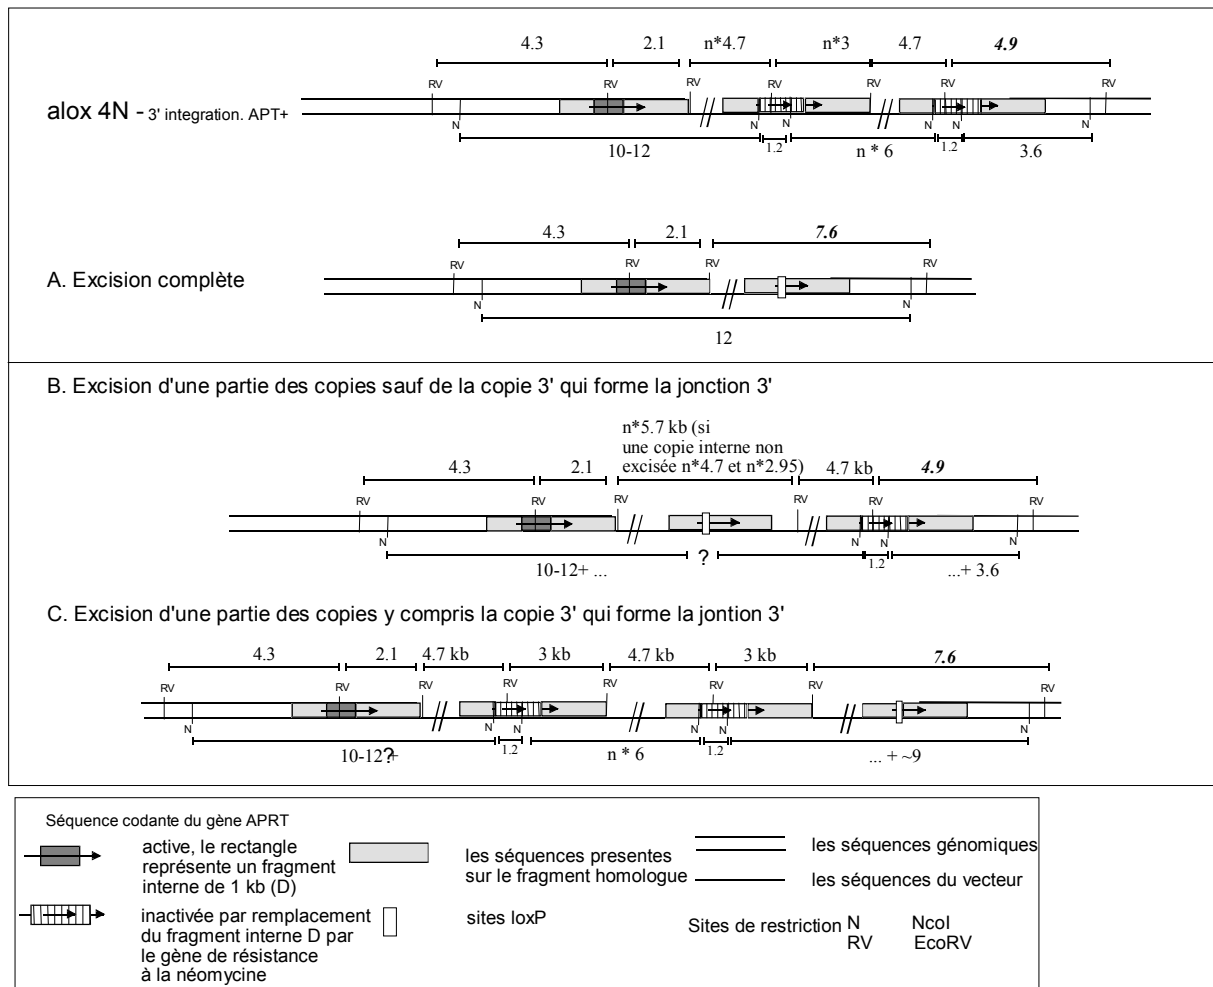 4.3 2.1 n*4.7 n*3 4.7 4.9
RV RV RV RV RV RV RV
alox 4N - 3' integration. APT+
N N N N N N
10-12 1.2 n * 6 1.2 3.6
4.3 2.1 7.6
RV RV RV RV
A. Excision complète
N N
12
B. Excision d'une partie des copies sauf de la copie 3' qui forme la jonction 3'
n*5.7 kb (si
une copie interne non
excisée n*4.7 et n*2.95)
4.3 2.1 4.7 kb 4.9
RV RV RV RV RV RV
N N N N
10-12+ ... ? 1.2 ...+ 3.6
C. Excision d'une partie des copies y compris la copie 3' qui forme la jontion 3'
4.3 2.1 4.7 kb 3 kb 4.7 kb 3 kb 7.6
RV RV RV RV RV RV RV RV
N N N N N N
10-12?+ 1.2 n * 6 1.2 ... + ~9
Séquence codante du gène APRT
active, le rectangle
représente un fragment
interne de 1 kb (D)
inactivée par remplacement
du fragment interne D par
le gène de résistance
à la néomycine
les séquences presentes
sur le fragment homologue
sites loxP
les séquences génomiques
les séquences du vecteur
Sites de restriction N NcoI
RV EcoRV